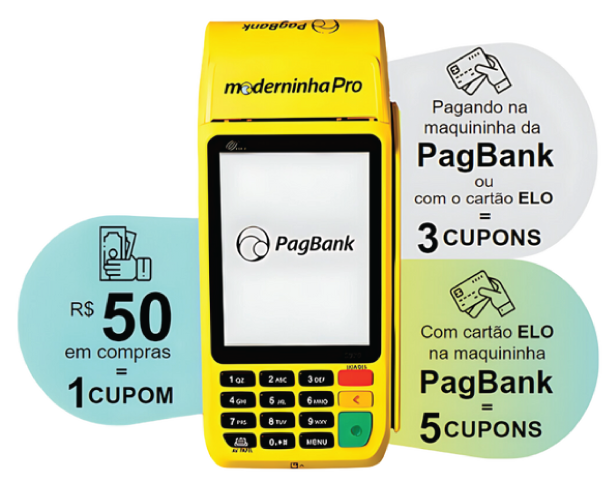 PagBank
moderninha Pro
PagBank
R$ 50
em compras
=
1 CUPOM
Pagando na
maquininha da
PagBank
ou
com o cartão ELO
=
3 CUPONS
Com cartão ELO
na maquininha
PagBank
=
5 CUPONS
1 QZ 2 ABC 3 DEF
4 GHI 5 JKL 6 MNO <
7 PRS 8 TUV 9 WXY
0.*# MENU
AV PAPEL